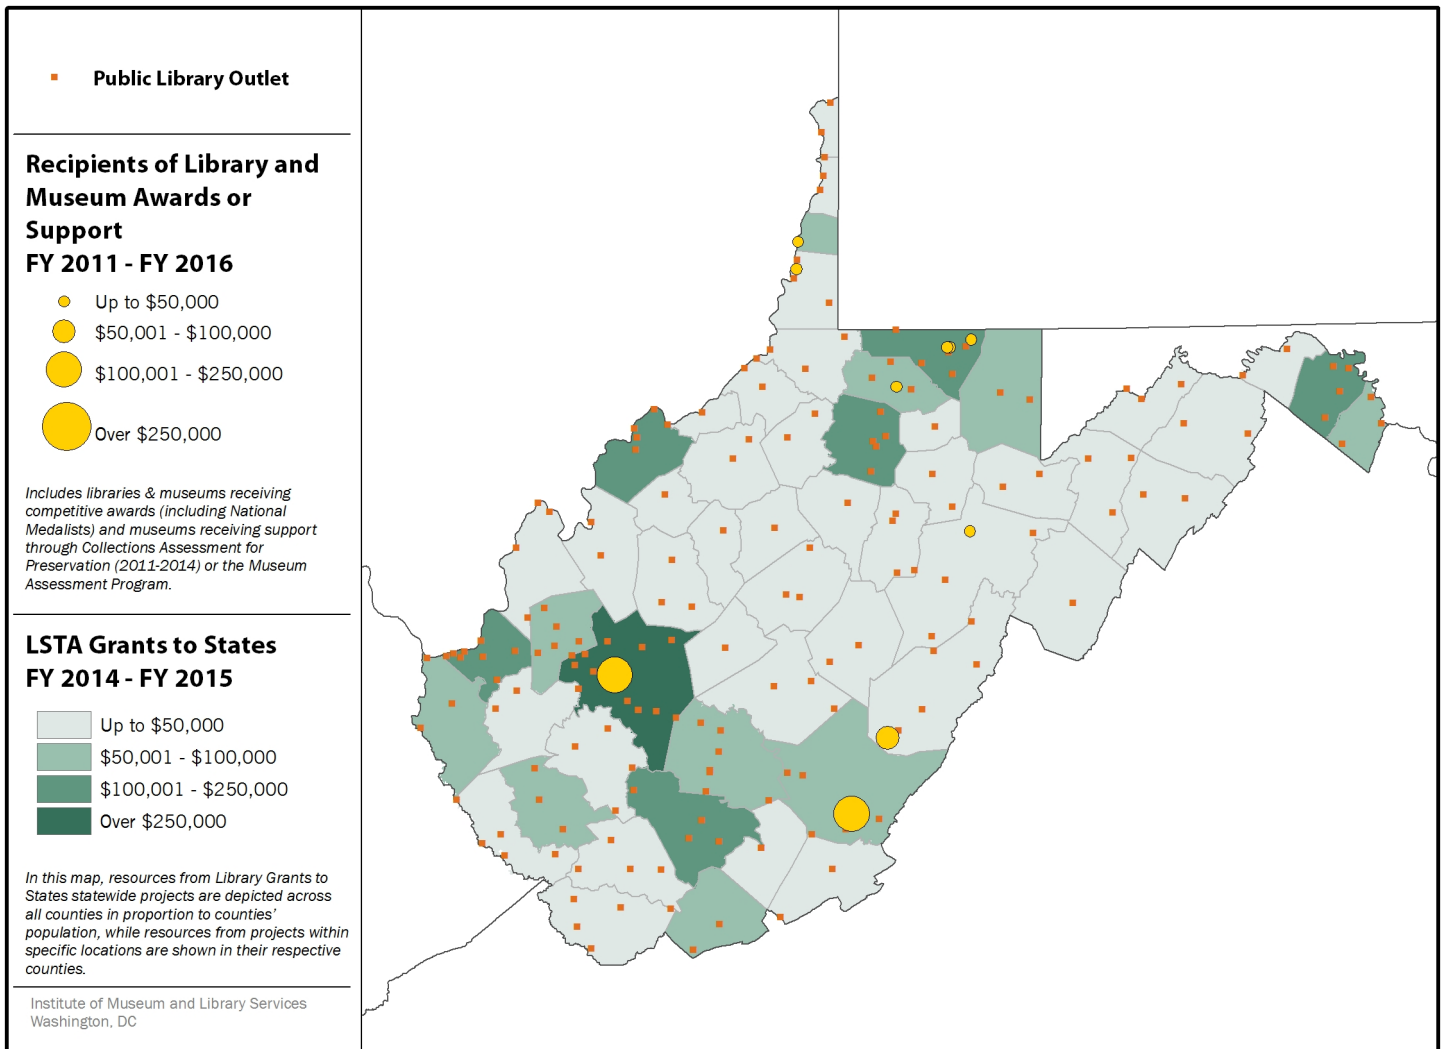 Public Library Outlet
Recipients of Library and
Museum Awards or
Support
FY 2011 - FY 2016
Up to $50,000
$50,001 - $100,000
$100,001 - $250,000
Over $250,000
Includes libraries & museums receiving
competitive awards (including National
Medalists) and museums receiving support
through Collections Assessment for
Preservation (2011-2014) or the Museum
Assessment Program.
LSTA Grants to States
FY 2014 - FY 2015
Up to $50,000
$50,001 - $100,000
$100,001 - $250,000
Over $250,000
In this map, resources from Library Grants to
States statewide projects are depicted across
all counties in proportion to counties'
population, while resources from projects within
specific locations are shown in their respective
counties.
Institute of Museum and Library Services
Washington, DC